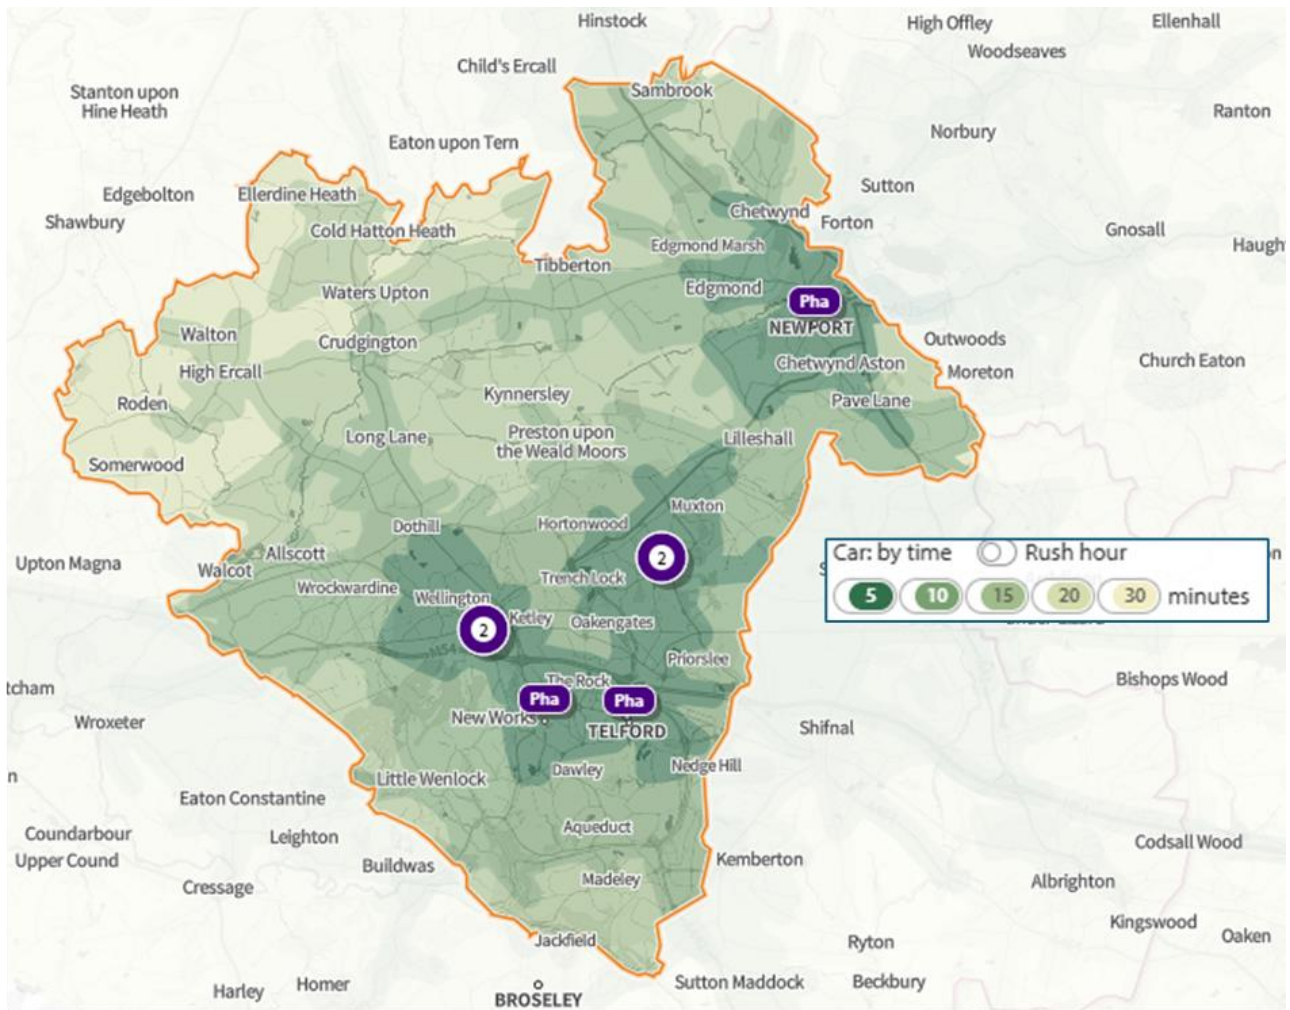 Hinstock
High Offley
Ellenhall
Woodseaves
Child's Ercall
Sambrook
Stanton upon
Hine Heath
Ranton
Norbury
Eaton upon Tern
Edgebolton
Ellerdine Heath
Sutton
Shawbury
Chetwynd
Forton
Cold Hatton Heath
Gnosall
Edgmond Marsh
Haugh
Tibberton
Edgmond
Waters Upton
Pha
NEWPORT
Walton
Crudgington
Outwoods
Chetwynd Aston
Church Eaton
High Ercall
Moreton
Kynnersley
Roden
Pave Lane
Long Lane
Preston upon
the Weald Moors
Lilleshall
Somerwood
Muxton
Dothill
Hortonwood
Allscott
2
Car: by time
Rush hour
Upton Magna
Walcot
Trench Lock
Wrockwardine
Wellington
5
10
15
20
30
minutes
Ketley
Oakengates
2
M54
Priorslee
The Rock
Bishops Wood
tcham
Pha
Pha
New Works
Wroxeter
TELFORD
Shifnal
Nedge Hill
Dawley
Little Wenlock
n
Eaton Constantine
Aqueduct
Coundarbour
Leighton
Codsall Wood
Upper Cound
Buildwas
Kemberton
Madeley
Albrighton
Cressage
Kingswood
Oaken
Jackfield
Ryton
Homer
Sutton Maddock
Beckbury
Harley
BROSELEY